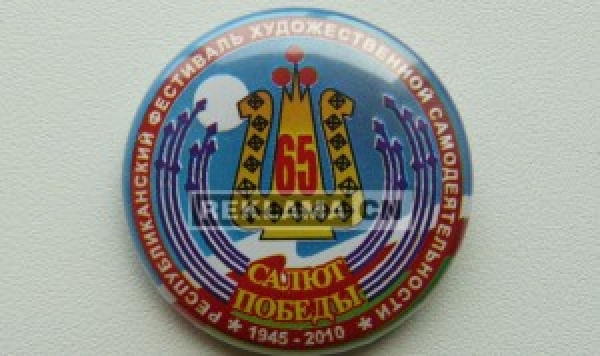 РЕСПУБЛИКАНСКИЙ ФЕСТИВАЛЬ ХУДОЖЕСТВЕННОЙ САМОДЕЯТЕЛЬНОСТИ
65
REKLAMA CN
САЛЮТ
ПОБЕДЫ
1945 - 2010